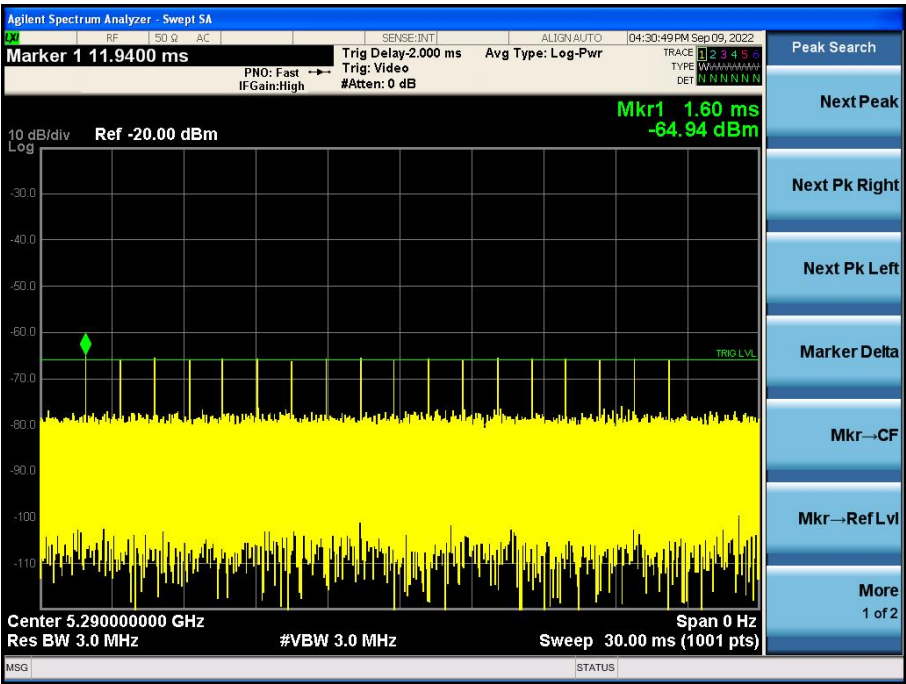 Agilent Spectrum Analyzer - Swept SA
LXI RF 50 Ω AC SENSE:INT ALIGN AUTO 04:30:49 PM Sep 09, 2022
Marker 1 11.9400 ms
PNO: Fast
IFGain:High
Trig Delay-2.000 ms
Trig: Video
#Atten: 0 dB
Avg Type: Log-Pwr
TRACE 1 2 3 4 5 6
TYPE WWWWWW
DET N N N N N N
Mkr1 1.60 ms
-64.94 dBm
10 dB/div Ref -20.00 dBm
Log
-30.0
-40.0
-50.0
-60.0
TRIG LVL
-70.0
-80.0
-90.0
-100
-110
Center 5.290000000 GHz Span 0 Hz
Res BW 3.0 MHz #VBW 3.0 MHz Sweep 30.00 ms (1001 pts)
MSG STATUS
Peak Search
Next Peak
Next Pk Right
Next Pk Left
Marker Delta
Mkr→CF
Mkr→Ref Lvl
More
1 of 2